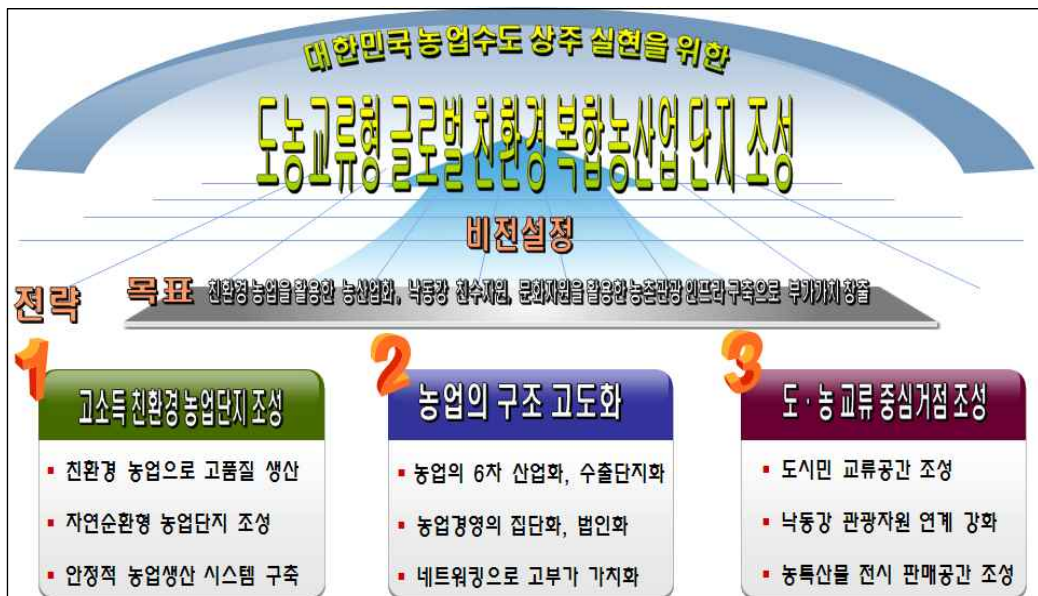 대한민국 농업수도 상주 실현을 위한
도농교류형 글로벌 친환경 복합농산업 단지 조성
비전설정
전략
목표 친환경 농업을 활용한 농산업화, 낙동강 친수자원, 문화자원을 활용한 농촌관광 인프라 구축으로 부가가치 창출
1
고소득 친환경 농업단지 조성
▪ 친환경 농업으로 고품질 생산
▪ 자연순환형 농업단지 조성
▪ 안정적 농업생산 시스템 구축
2
농업의 구조 고도화
▪ 농업의 6차 산업화, 수출단지화
▪ 농업경영의 집단화, 법인화
▪ 네트워킹으로 고부가 가치화
3
도 · 농 교류 중심거점 조성
▪ 도시민 교류공간 조성
▪ 낙동강 관광자원 연계 강화
▪ 농특산물 전시 판매공간 조성